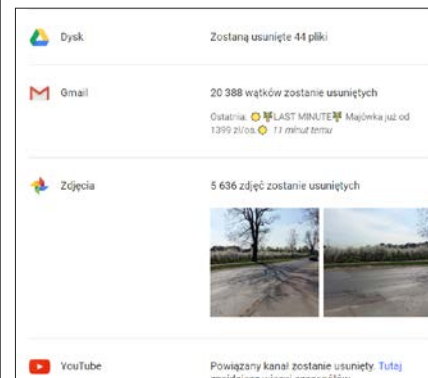 Dysk
Zostaną usunięte 44 pliki
Gmail
20 388 wątków zostanie usuniętych
Ostatnia: 🌞🌴LAST MINUTE🌴 Majówka już od
1399 zł/os.🌞 11 minut temu
Zdjęcia
5 636 zdjęć zostanie usuniętych
YouTube
Powiązany kanał zostanie usunięty. Tutaj